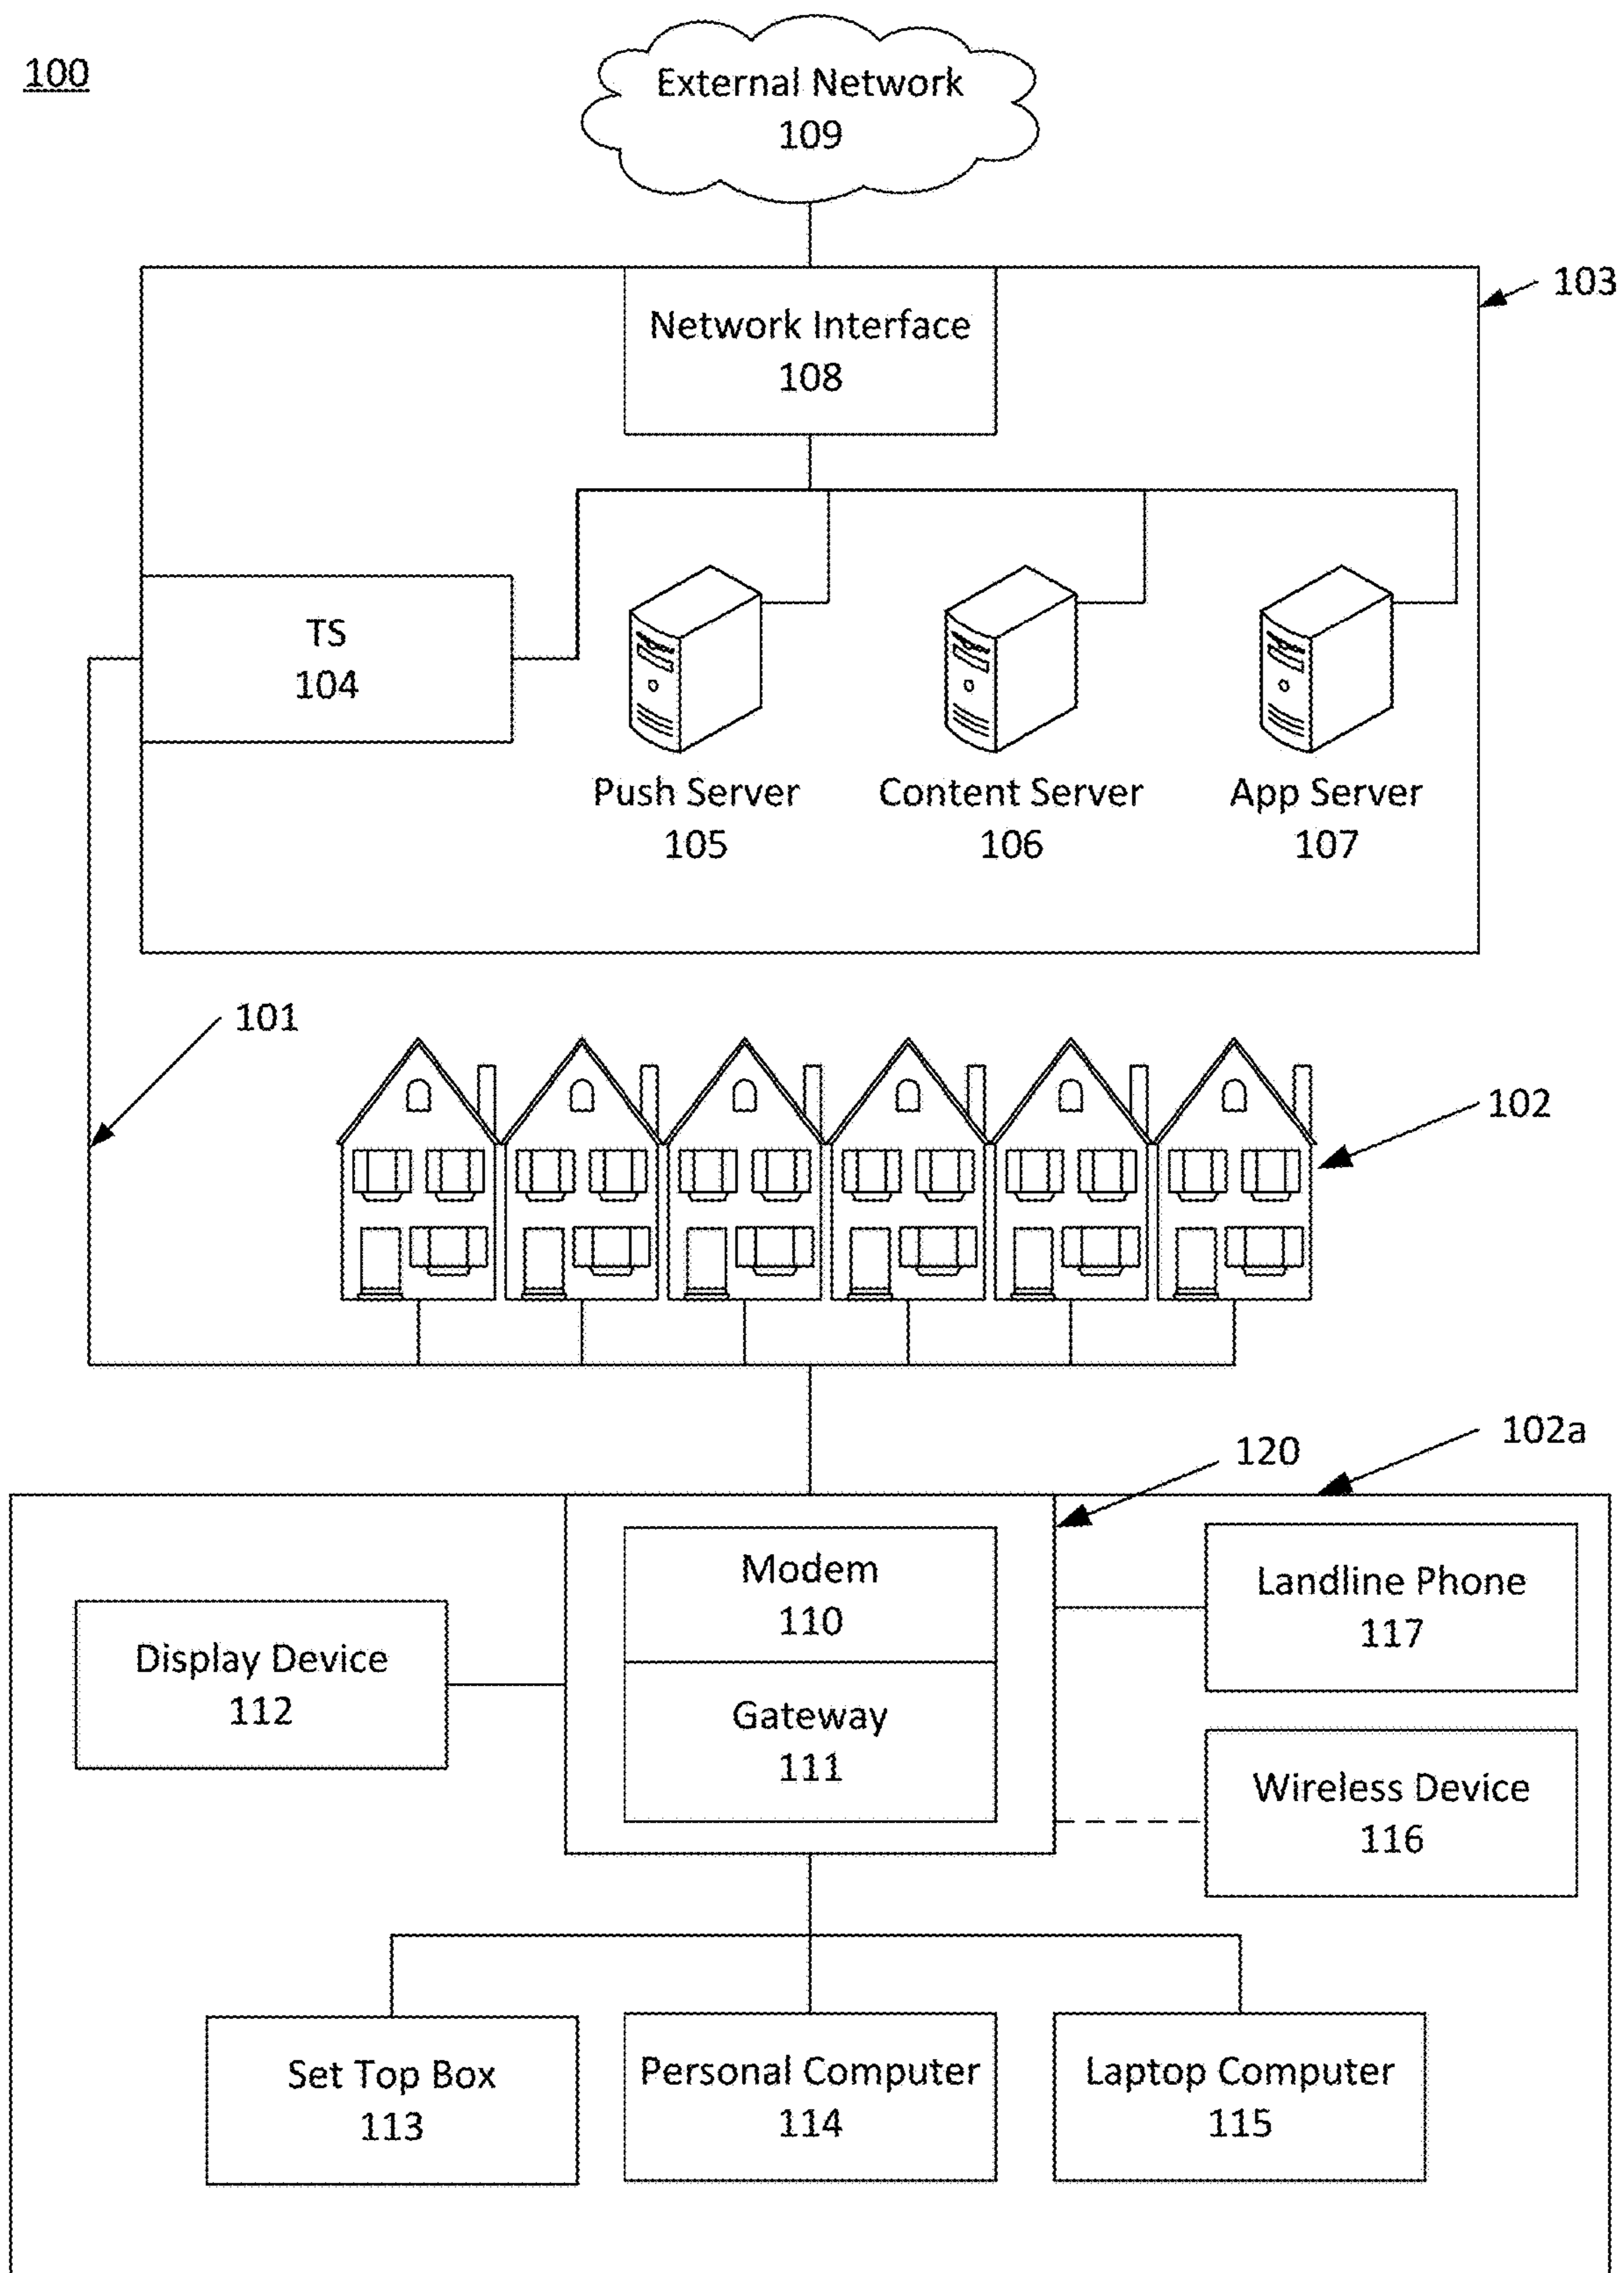 100
External Network
109
103
Network Interface
108
TS
104
Push Server
105
Content Server
106
App Server
107
101
102
102a
120
Modem
110
Landline Phone
117
Display Device
112
Gateway
111
Wireless Device
116
Set Top Box
113
Personal Computer
114
Laptop Computer
115